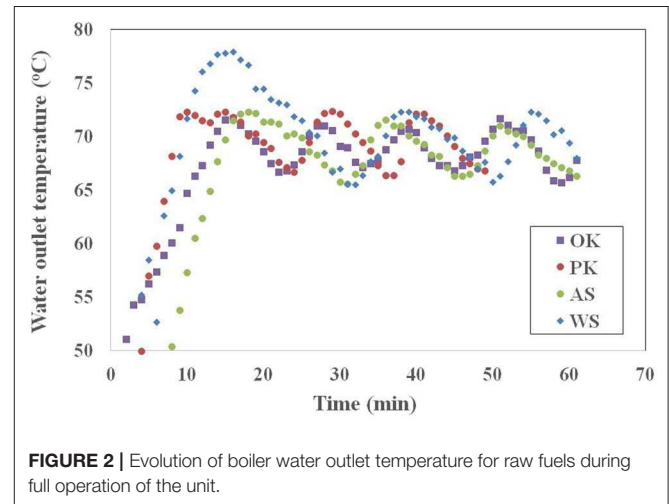 80
75
70
65
60
55
50
Water outlet temperature (°C)
0 10 20 30 40 50 60 70
Time (min)
OK
PK
AS
WS
FIGURE 2 | Evolution of boiler water outlet temperature for raw fuels during
full operation of the unit.